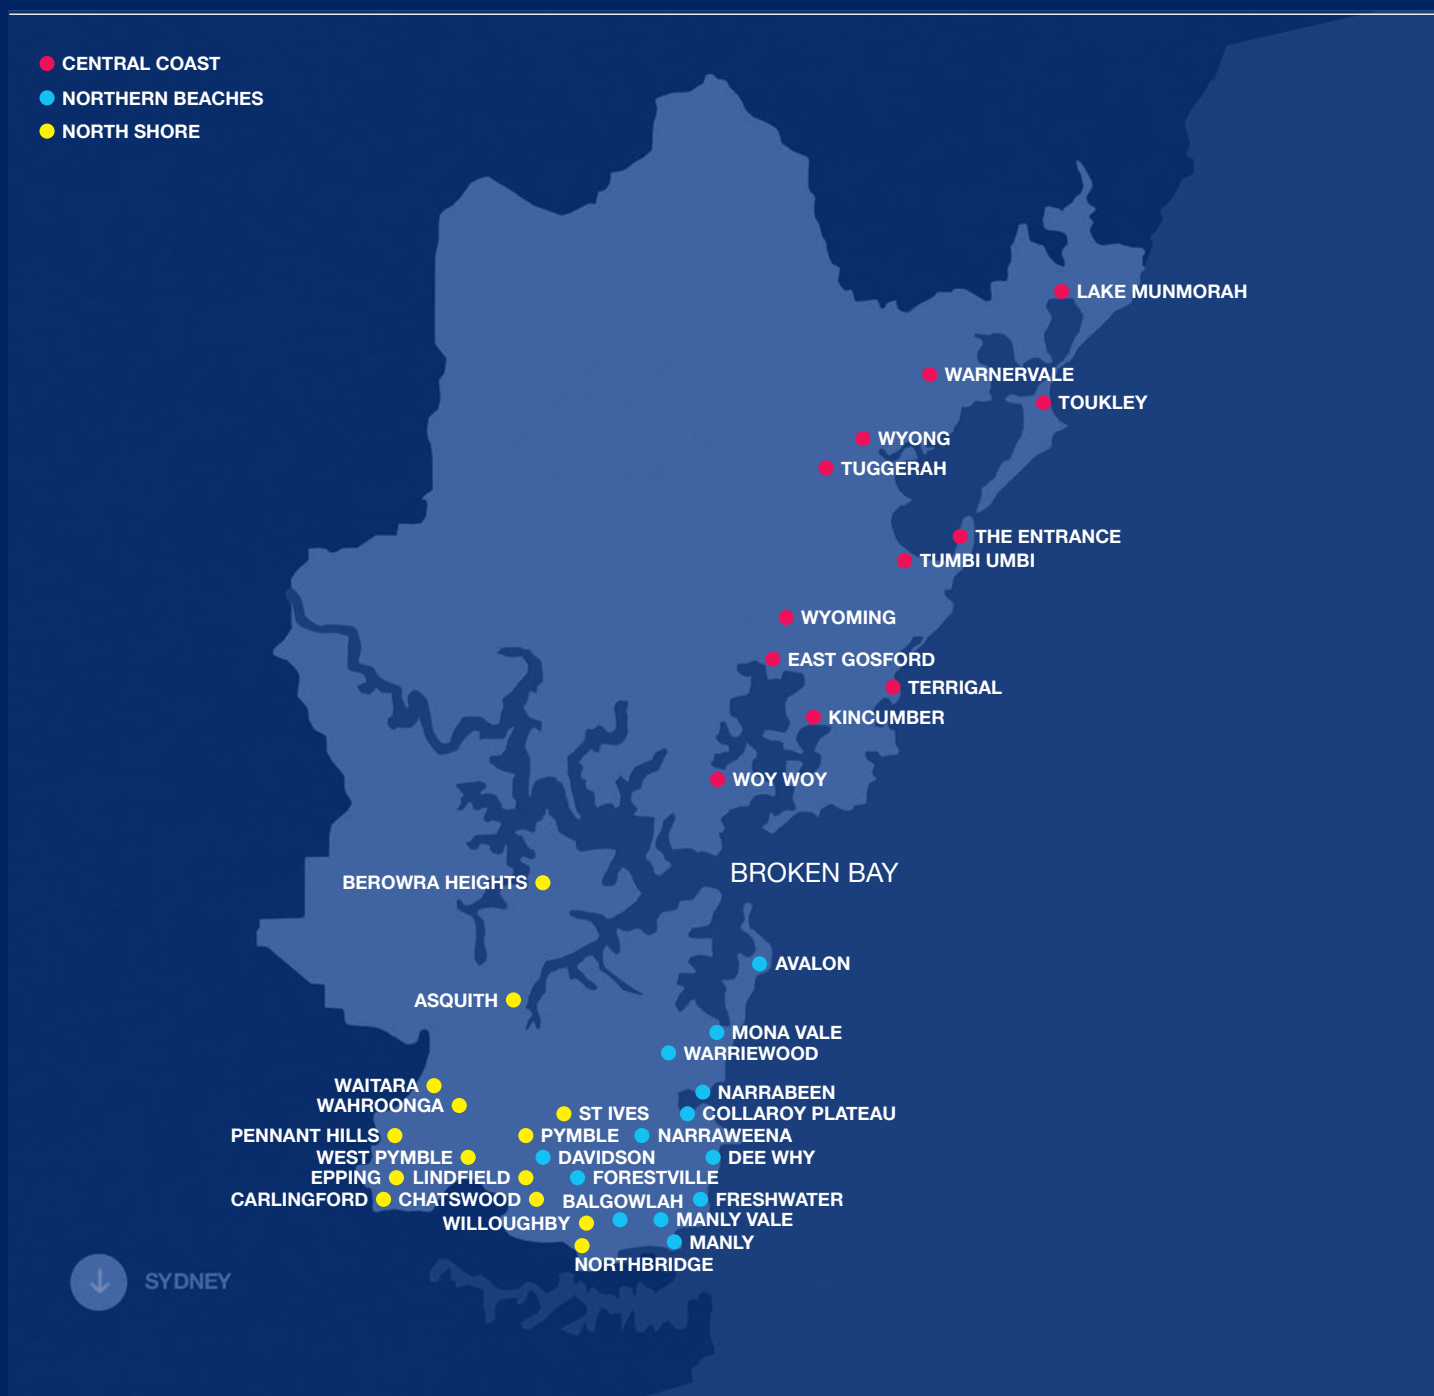 CENTRAL COAST
NORTHERN BEACHES
NORTH SHORE
LAKE MUNMORAH
WARNERVALE
TOUKLEY
WYONG
TUGGERAH
THE ENTRANCE
TUMBI UMBI
WYOMING
EAST GOSFORD
TERRIGAL
KINCUMBER
WOY WOY
BROKEN BAY
BEROWRA HEIGHTS
AVALON
ASQUITH
MONA VALE
WARRIEWOOD
WAITARA
NARRABEEN
WAHROONGA
ST IVES
COLLAROY PLATEAU
PENNANT HILLS
PYMBLE
NARRAWEENA
WEST PYMBLE
DAVIDSON
DEE WHY
EPPING
LINDFIELD
FORESTVILLE
CARLINGFORD
CHATSWOOD
BALGOWLAH
FRESHWATER
WILLOUGHBY
MANLY VALE
MANLY
NORTHBRIDGE
SYDNEY